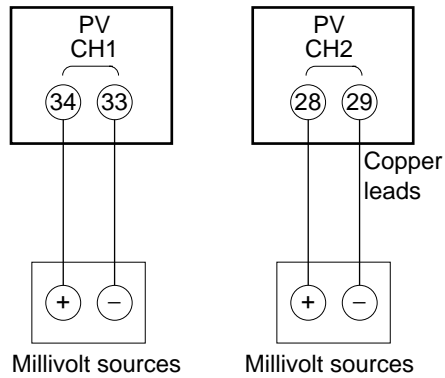 PV
CH1
34 33
+ −
Millivolt sources
PV
CH2
28 29
Copper
leads
+ −
Millivolt sources